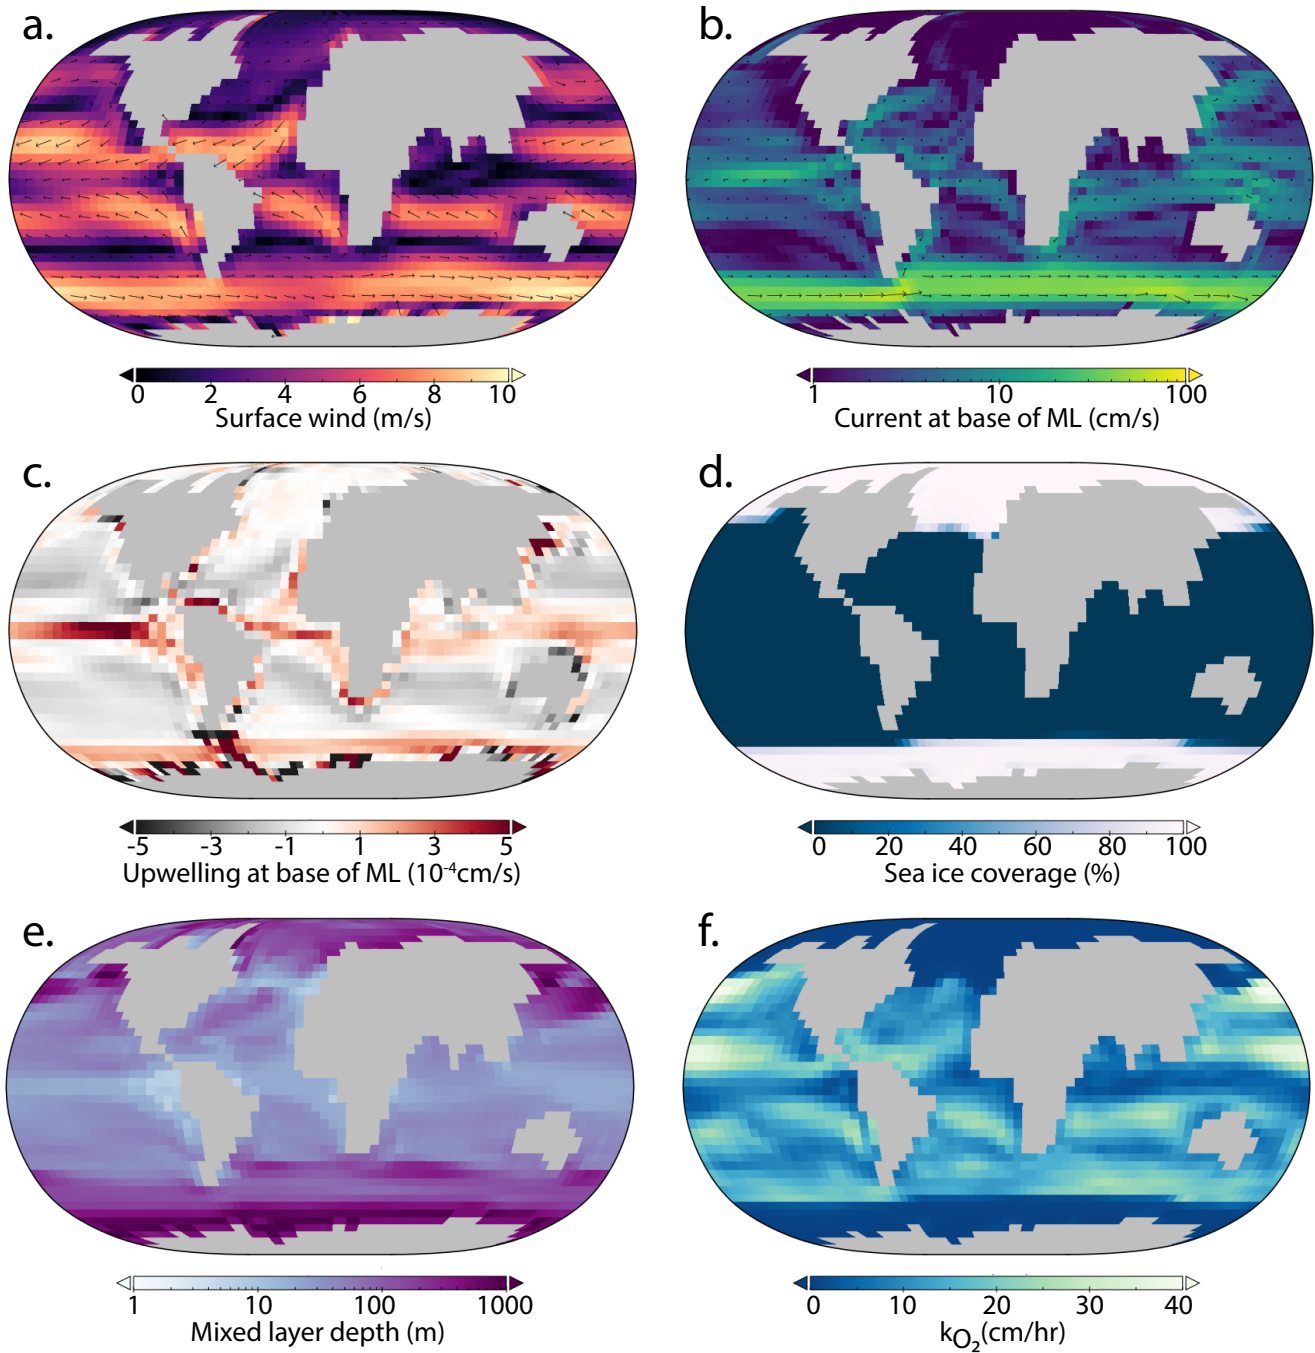 a.
b.
0 2 4 6 8 10
Surface wind (m/s)
1 10 100
Current at base of ML (cm/s)
c.
d.
-5 -3 -1 1 3 5
Upwelling at base of ML (10⁻⁴cm/s)
0 20 40 60 80 100
Sea ice coverage (%)
e.
f.
1 10 100 1000
Mixed layer depth (m)
0 10 20 30 40
k_O₂(cm/hr)